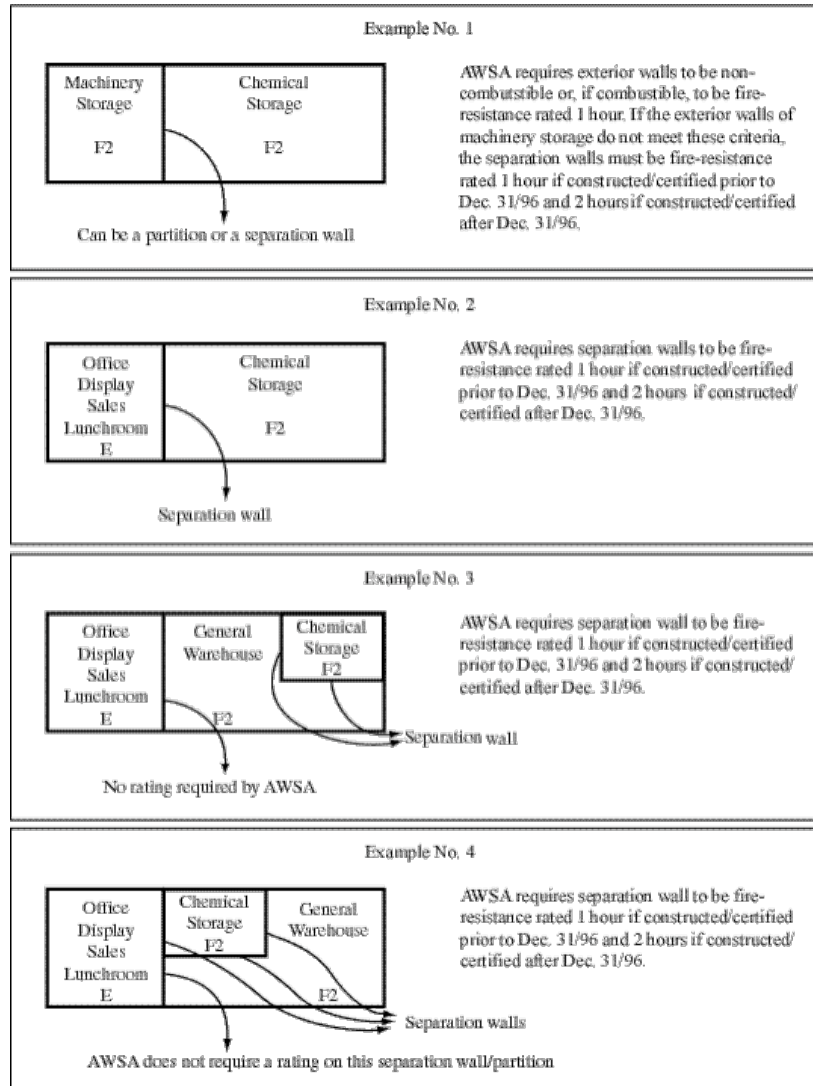 Example No. 1
Machinery
Storage
F2
Chemical
Storage
F2
Can be a partition or a separation wall
AWSA requires exterior walls to be non-
combutstible or, if combustible, to be fire-
resistance rated 1 hour. If the exterior walls of
machinery storage do not meet these criteria,
the separation walls must be fire-resistance
rated 1 hour if constructed/certified prior to
Dec. 31/96 and 2 hours if constructed/certified
after Dec. 31/96.
Example No. 2
Office
Display
Sales
Lunchroom
E
Chemical
Storage
F2
Separation wall
AWSA requires separation walls to be fire-
resistance rated 1 hour if constructed/certified
prior to Dec. 31/96 and 2 hours if constructed/
certified after Dec. 31/96.
Example No. 3
Office
Display
Sales
Lunchroom
E
General
Warehouse
F2
Chemical
Storage
F2
Separation wall
No rating required by AWSA
AWSA requires separation wall to be fire-
resistance rated 1 hour if constructed/certified
prior to Dec. 31/96 and 2 hours if constructed/
certified after Dec. 31/96.
Example No. 4
Office
Display
Sales
Lunchroom
E
Chemical
Storage
F2
General
Warehouse
F2
Separation walls
AWSA does not require a rating on this separation wall/partition
AWSA requires separation wall to be fire-
resistance rated 1 hour if constructed/certified
prior to Dec. 31/96 and 2 hours if constructed/
certified after Dec. 31/96.